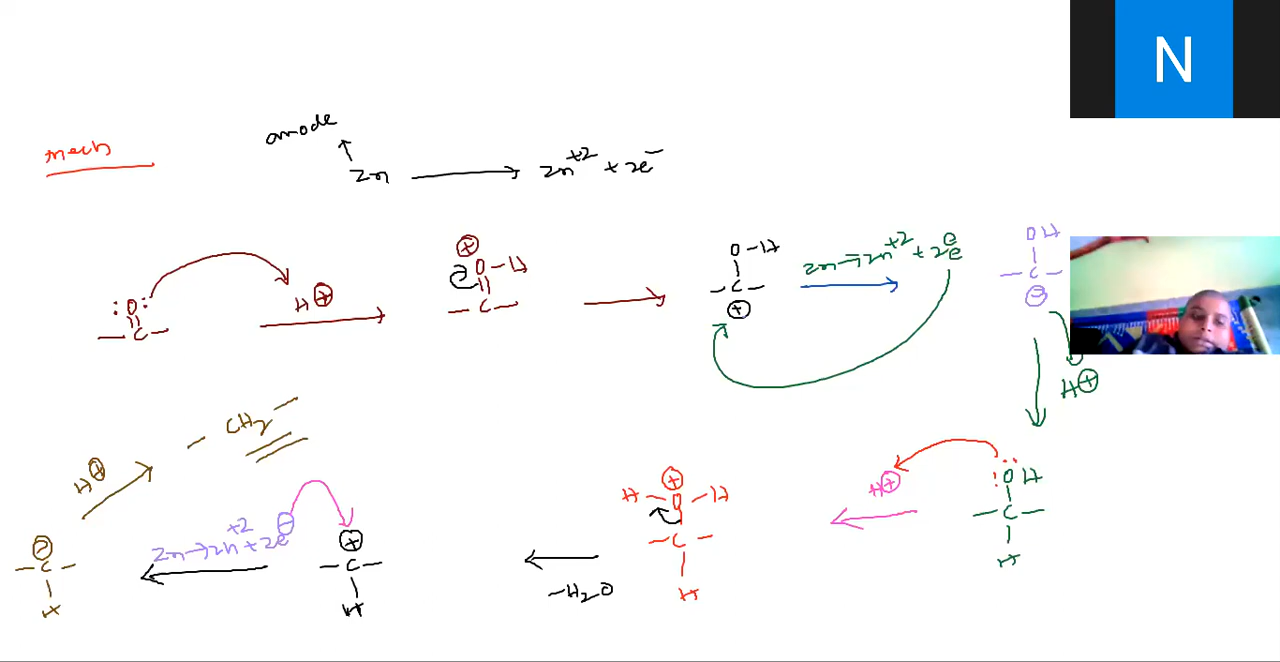 N
anode
mech
Zn → Zn+2 + 2e-
:O: || -C- H⊕ → ⊕ O-H || -C- → O-H | -C- ⊕ Zn→Zn+2 + 2e⊖ → OH | -C- ⊖
H⊕
-CH2-
H⊕ ⊕ H-O-H | -C- | H H⊕ ← :OH | -C- | H
⊖ -C- | H Zn→Zn+2 + 2e⊖ ← ⊕ -C- | H ← -H2O